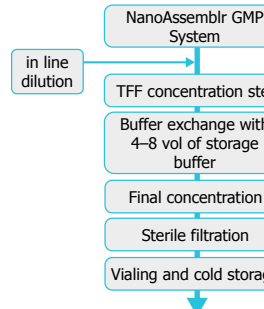 NanoAssemblr GMP
System
in line
dilution
TFF concentration ste
Buffer exchange with
4–8 vol of storage
buffer
Final concentration
Sterile filtration
Vialing and cold storag